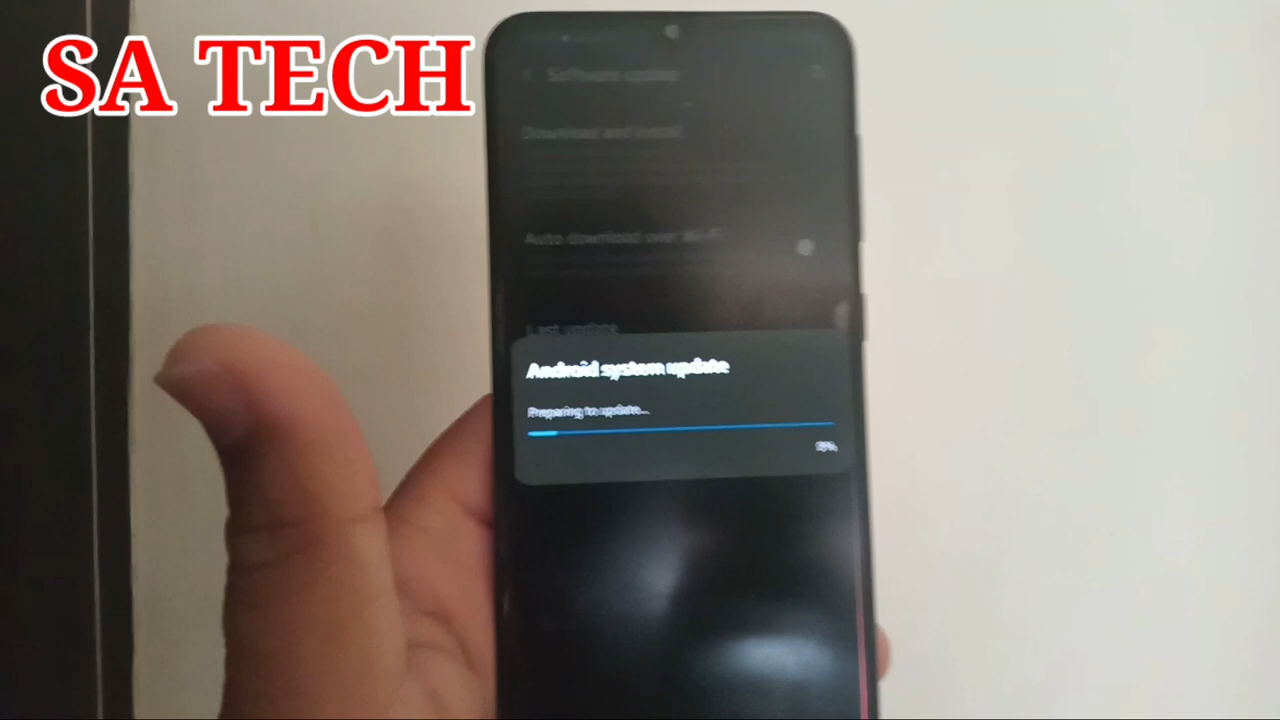 SA TECH
Software update
Download and install
Auto download over Wi-Fi
Last update
Android system update
Preparing to update...